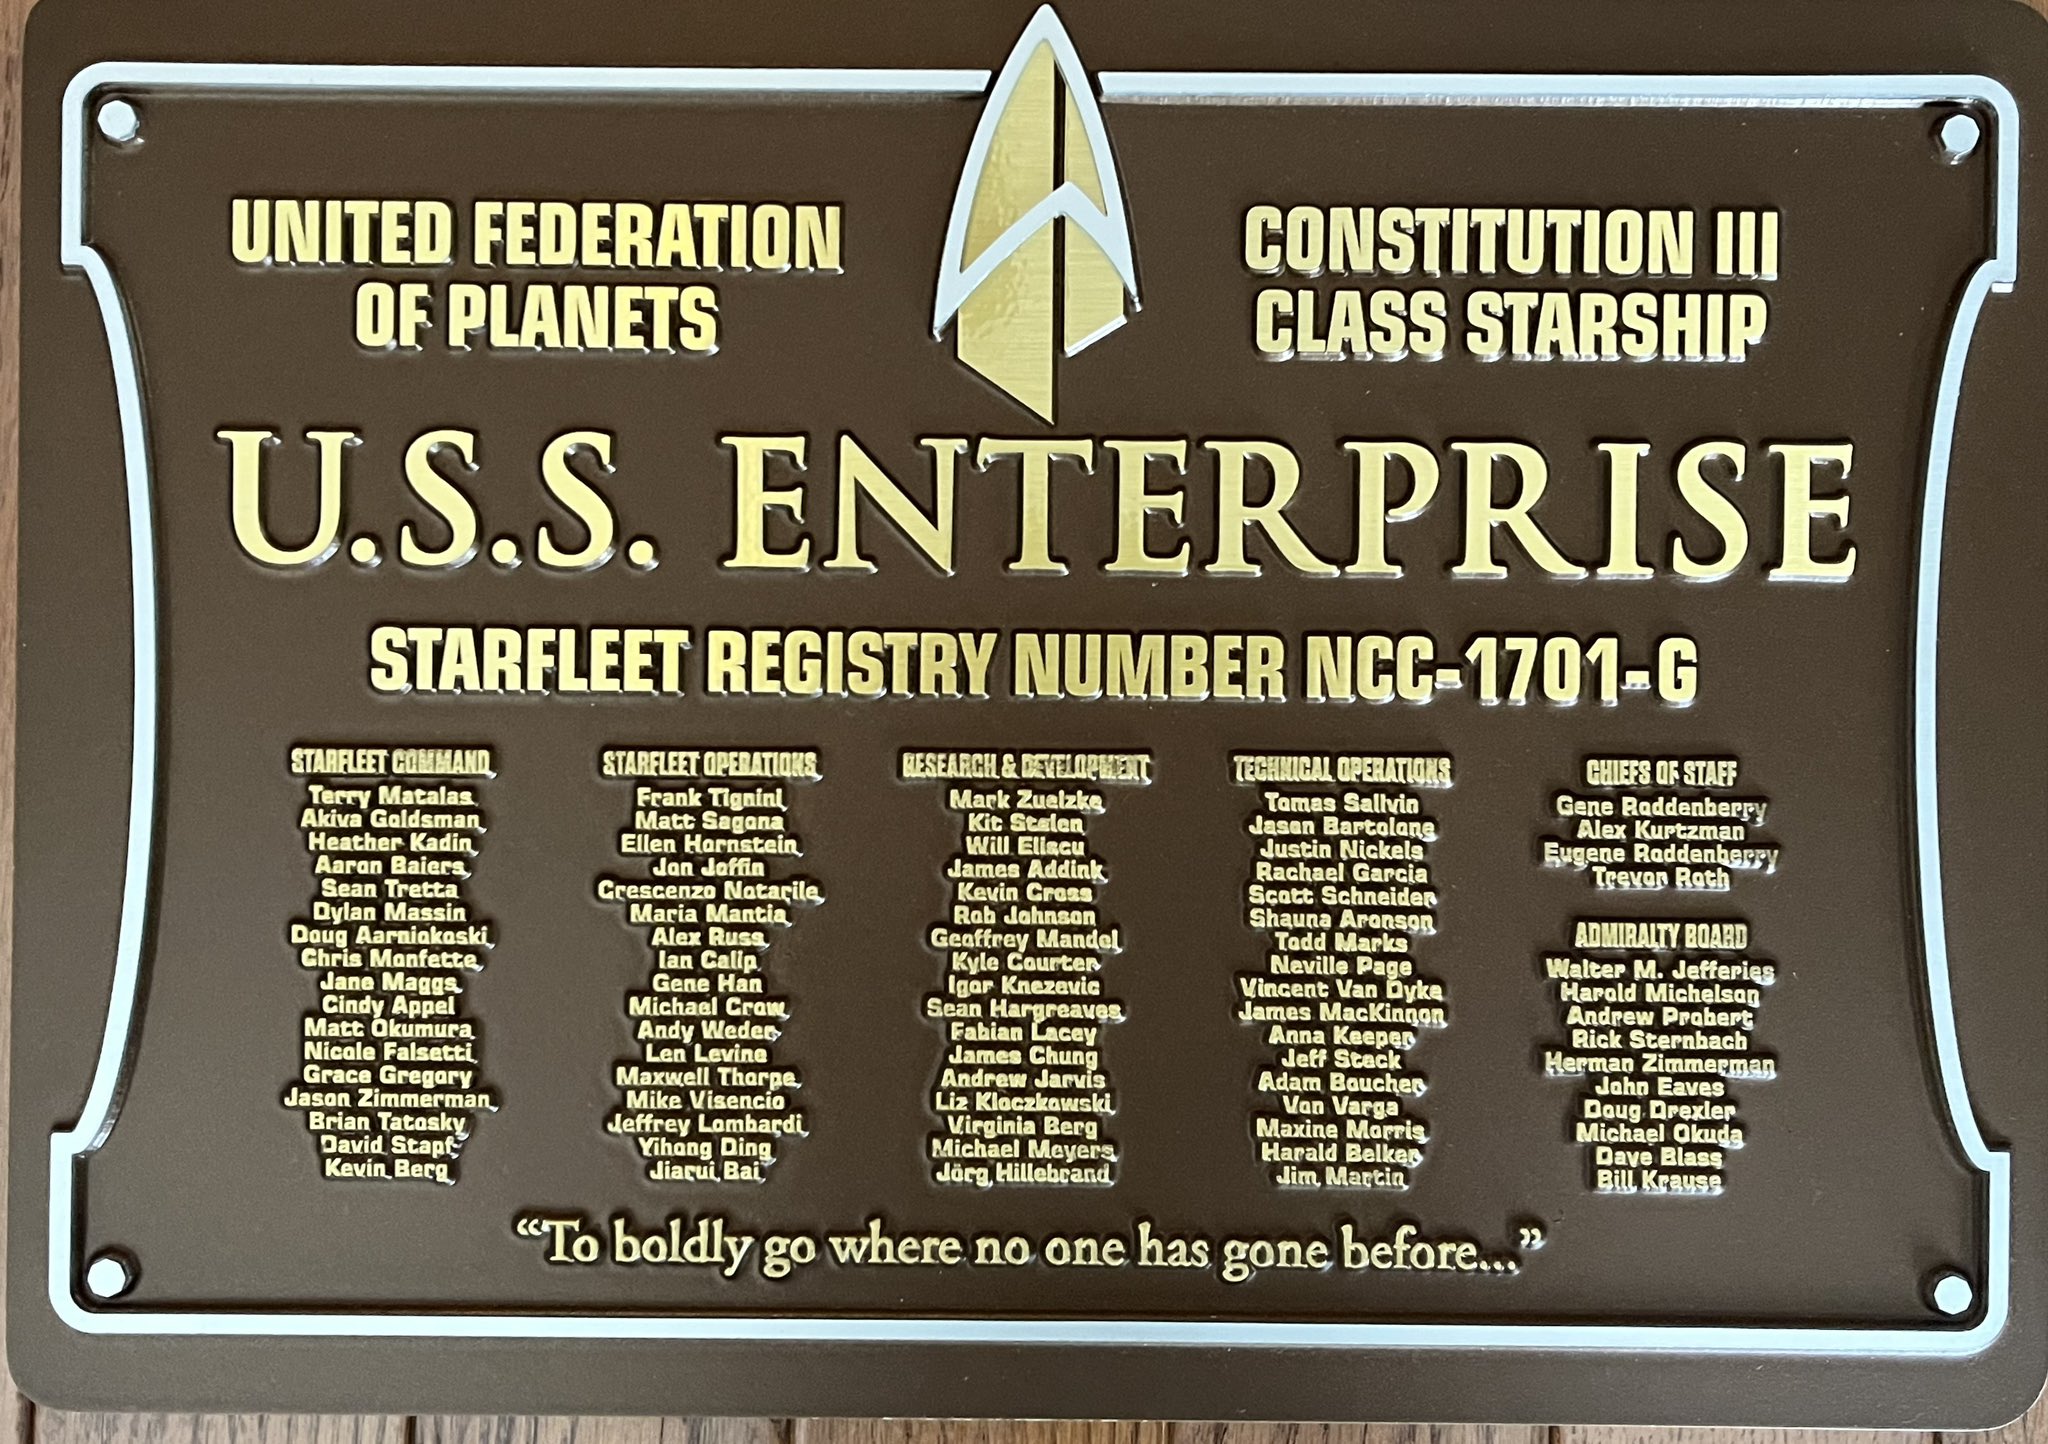 UNITED FEDERATION
OF PLANETS
CONSTITUTION III
CLASS STARSHIP
U.S.S. ENTERPRISE
STARFLEET REGISTRY NUMBER NCC-1701-G
STARFLEET COMMAND
Terry Matalas
Akiva Goldsman
Heather Kadin
Aaron Baiers
Sean Tretta
Dylan Massin
Doug Aarniokoski
Chris Monfette
Jane Maggs
Cindy Appel
Matt Okumura
Nicole Falsetti
Grace Gregory
Jason Zimmerman
Brian Tatosky
David Stapf
Kevin Berg
STARFLEET OPERATIONS
Frank Tignini
Matt Sagona
Ellen Hornstein
Jon Joffin
Crescenzo Notarile
Maria Mantia
Alex Russ
Ian Calip
Gene Han
Michael Crow
Andy Weder
Len Levine
Maxwell Thorpe
Mike Visencio
Jeffrey Lombardi
Yihong Ding
Jiarui Bai
RESEARCH & DEVELOPMENT
Mark Zuelzke
Kit Stølen
Will Eliscu
James Addink
Kevin Cross
Rob Johnson
Geoffrey Mandel
Kyle Courter
Igor Knezevic
Sean Hargreaves
Fabian Lacey
James Chung
Andrew Jarvis
Liz Kloczkowski
Virginia Berg
Michael Meyers
Jörg Hillebrand
TECHNICAL OPERATIONS
Tomas Sallvin
Jason Bartolone
Justin Nickels
Rachael Garcia
Scott Schneider
Shauna Aronson
Todd Marks
Neville Page
Vincent Van Dyke
James MacKinnon
Anna Keeper
Jeff Stack
Adam Boucher
Von Varga
Maxine Morris
Harald Belker
Jim Martin
CHIEFS OF STAFF
Gene Roddenberry
Alex Kurtzman
Eugene Roddenberry
Trevor Roth
ADMIRALTY BOARD
Walter M. Jefferies
Harold Michelson
Andrew Probert
Rick Sternbach
Herman Zimmerman
John Eaves
Doug Drexler
Michael Okuda
Dave Blass
Bill Krause
“To boldly go where no one has gone before...”